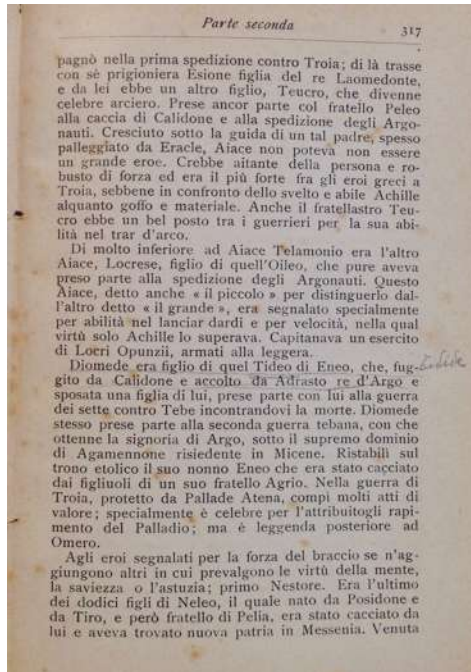 Parte seconda
317
pagnò nella prima spedizione contro Troia; di là trasse
con sè prigioniera Esione figlia del re Laomedonte,
e da lei ebbe un altro figlio, Teucro, che divenne
celebre arciero. Prese ancor parte col fratello Peleo
alla caccia di Calidone e alla spedizione degli Argo-
nauti. Cresciuto sotto la guida di un tal padre, spesso
palleggiato da Eracle, Aiace non poteva non essere
un grande eroe. Crebbe aitante della persona e ro-
busto di forza ed era il più forte fra gli eroi greci a
Troia, sebbene in confronto dello svelto e abile Achille
alquanto goffo e materiale. Anche il fratellastro Teu-
cro ebbe un bel posto tra i guerrieri per la sua abi-
lità nel trar d'arco.
Di molto inferiore ad Aiace Telamonio era l'altro
Aiace, Locrese, figlio di quell'Oileo, che pure aveva
preso parte alla spedizione degli Argonauti. Questo
Aiace, detto anche « il piccolo » per distinguerlo dal-
l'altro detto « il grande », era segnalato specialmente
per abilità nel lanciar dardi e per velocità, nella qual
virtù solo Achille lo superava. Capitanava un esercito
di Locri Opunzii, armati alla leggera.
Diomede era figlio di quel Tideo di Eneo, che, fug-
gito da Calidone e accolto da Adrasto re d'Argo e
sposata una figlia di lui, prese parte con lui alla guerra
dei sette contro Tebe incontrandovi la morte. Diomede
stesso prese parte alla seconda guerra tebana, con che
ottenne la signoria di Argo, sotto il supremo dominio
di Agamennone risiedente in Micene. Ristabilì sul
trono etolico il suo nonno Eneo che era stato cacciato
dai figliuoli di un suo fratello Agrio. Nella guerra di
Troia, protetto da Pallade Atena, compì molti atti di
valore; specialmente è celebre per l'attribuitogli rapi-
mento del Palladio; ma è leggenda posteriore ad
Omero.
Agli eroi segnalati per la forza del braccio se n'ag-
giungono altri in cui prevalgono le virtù della mente,
la saviezza o l'astuzia; primo Nestore. Era l'ultimo
dei dodici figli di Neleo, il quale nato da Posidone e
da Tiro, e però fratello di Pelia, era stato cacciato da
lui e aveva trovato nuova patria in Messenia. Venuta